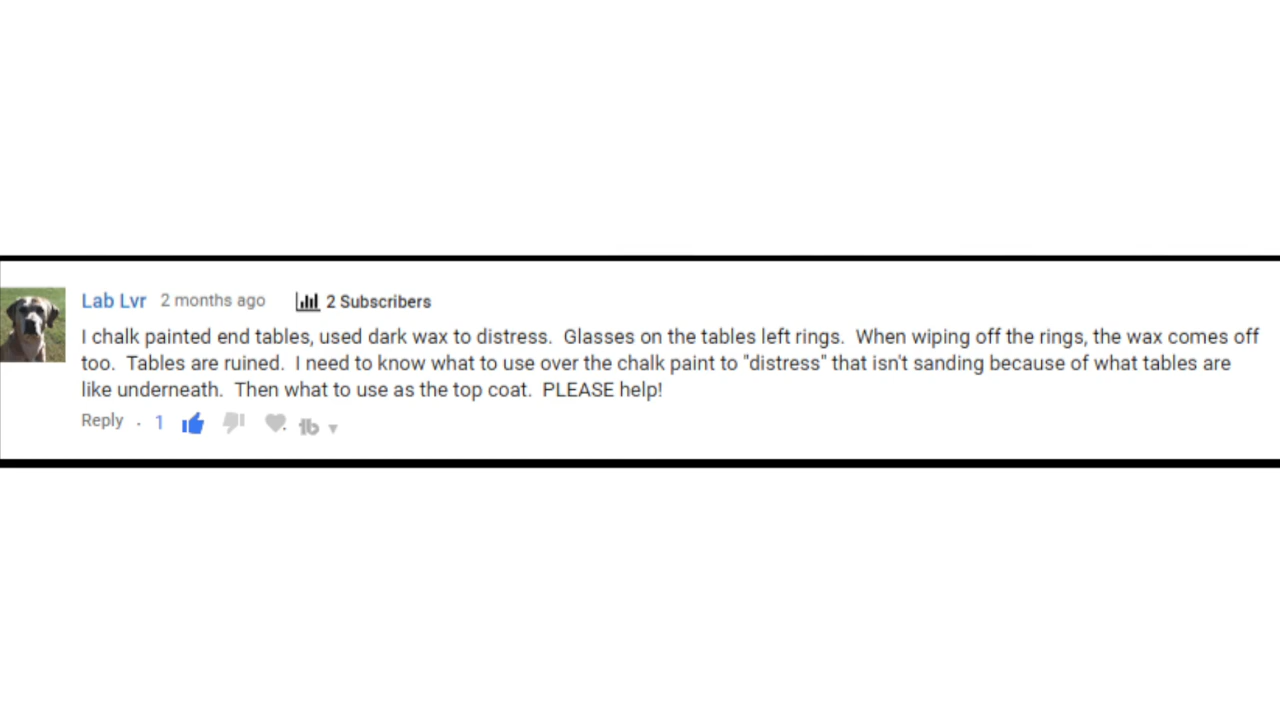 Lab Lvr 2 months ago 2 Subscribers
I chalk painted end tables, used dark wax to distress.  Glasses on the tables left rings.  When wiping off the rings, the wax comes off
too.  Tables are ruined.  I need to know what to use over the chalk paint to "distress" that isn't sanding because of what tables are
like underneath.  Then what to use as the top coat.  PLEASE help!
Reply . 1 tb